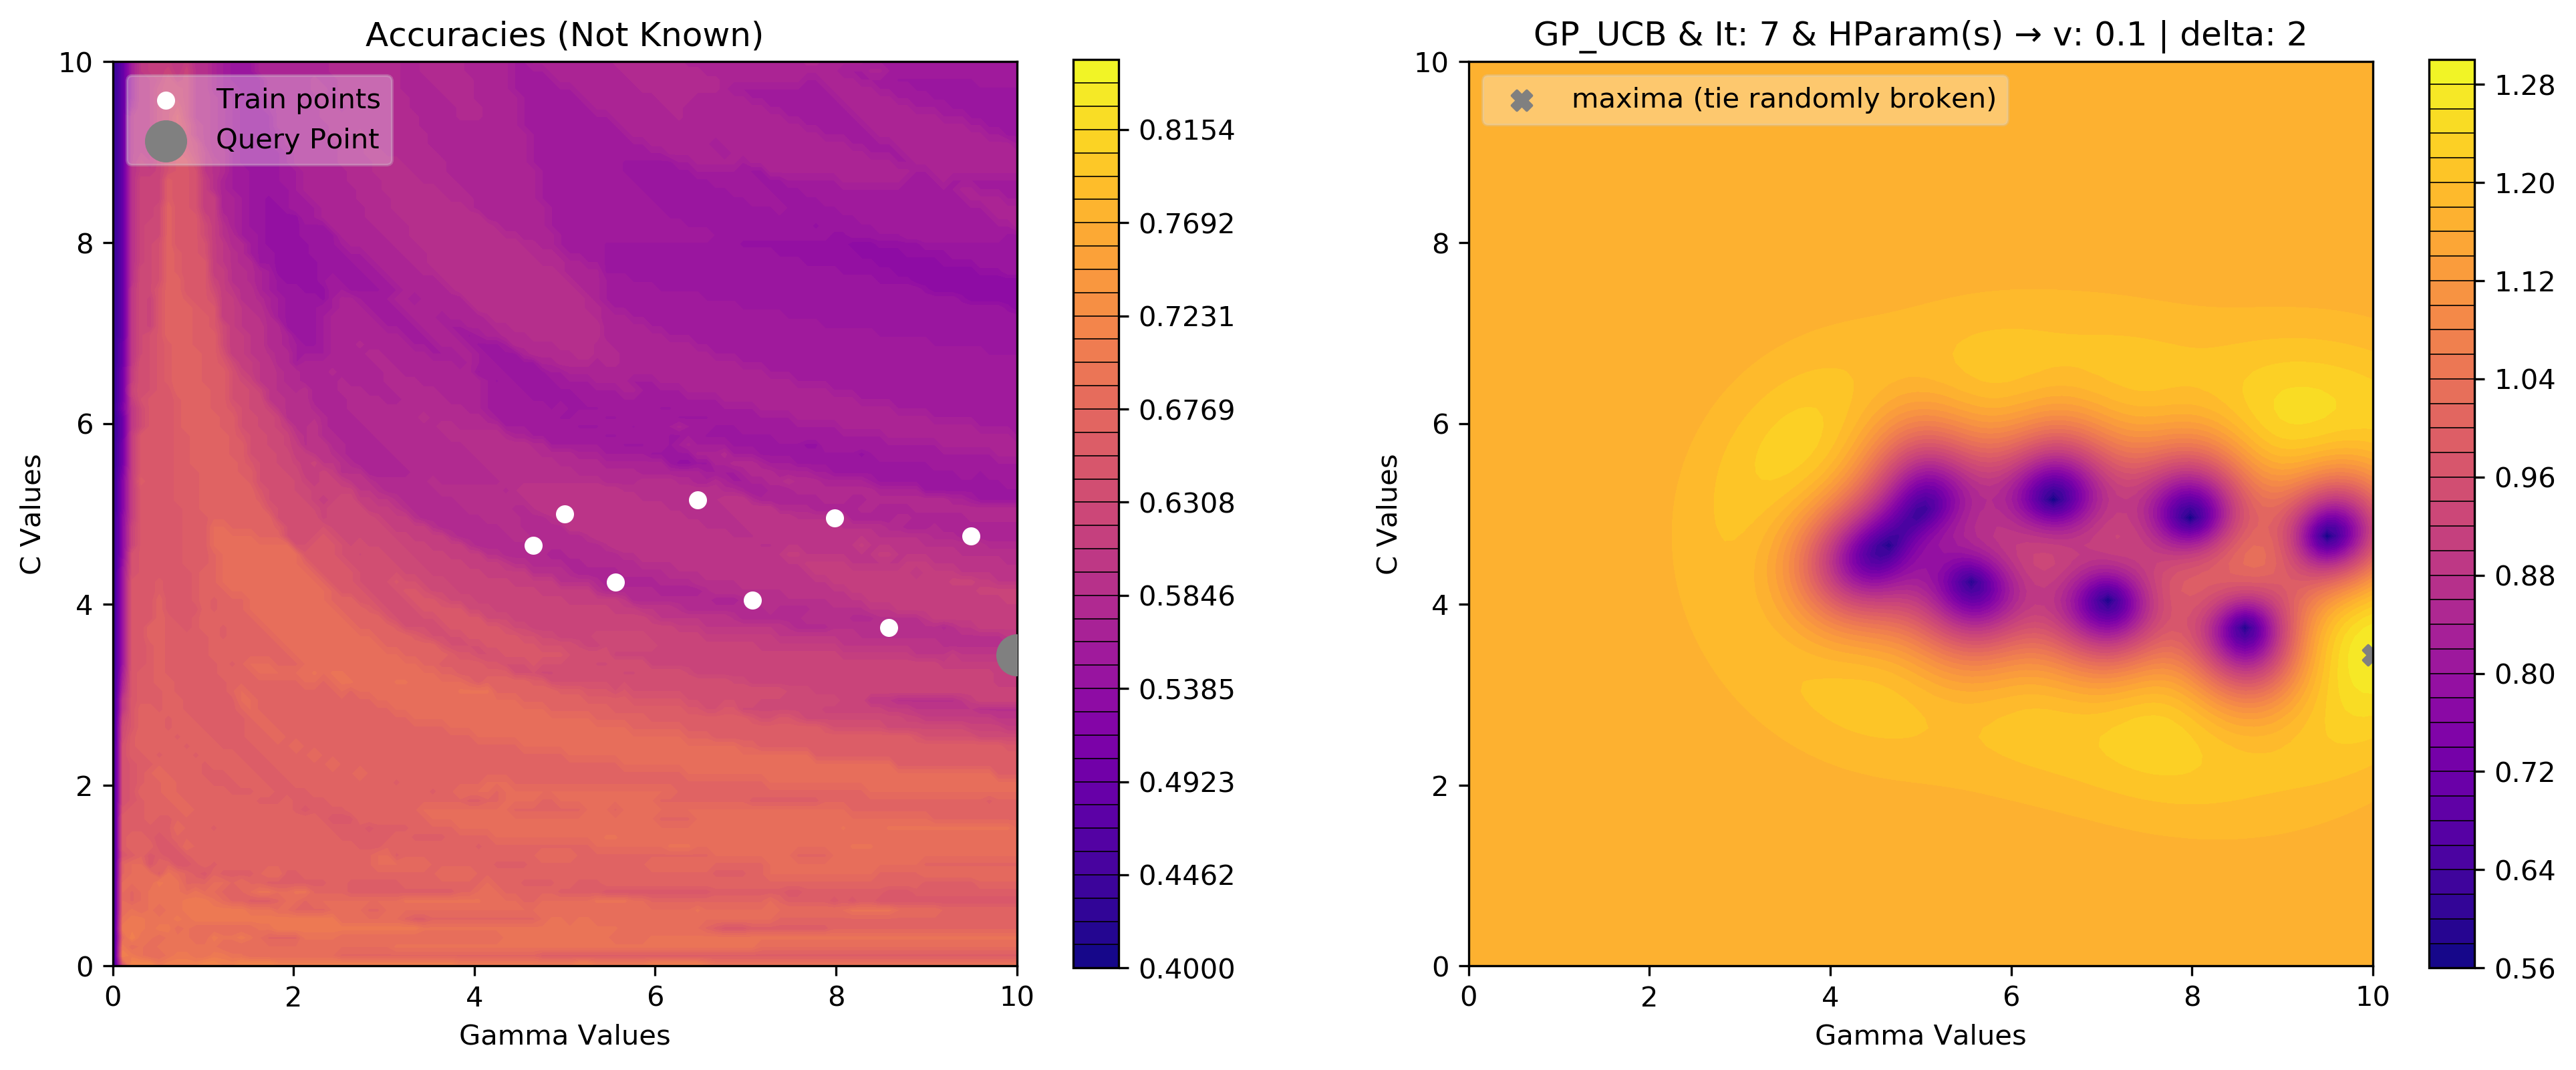 Accuracies (Not Known)
Train points
Query Point
10
8
6
4
2
0
C Values
0 2 4 6 8 10
Gamma Values
0.8154
0.7692
0.7231
0.6769
0.6308
0.5846
0.5385
0.4923
0.4462
0.4000
GP_UCB & It: 7 & HParam(s) → v: 0.1 | delta: 2
maxima (tie randomly broken)
10
8
6
4
2
0
C Values
0 2 4 6 8 10
Gamma Values
1.28
1.20
1.12
1.04
0.96
0.88
0.80
0.72
0.64
0.56